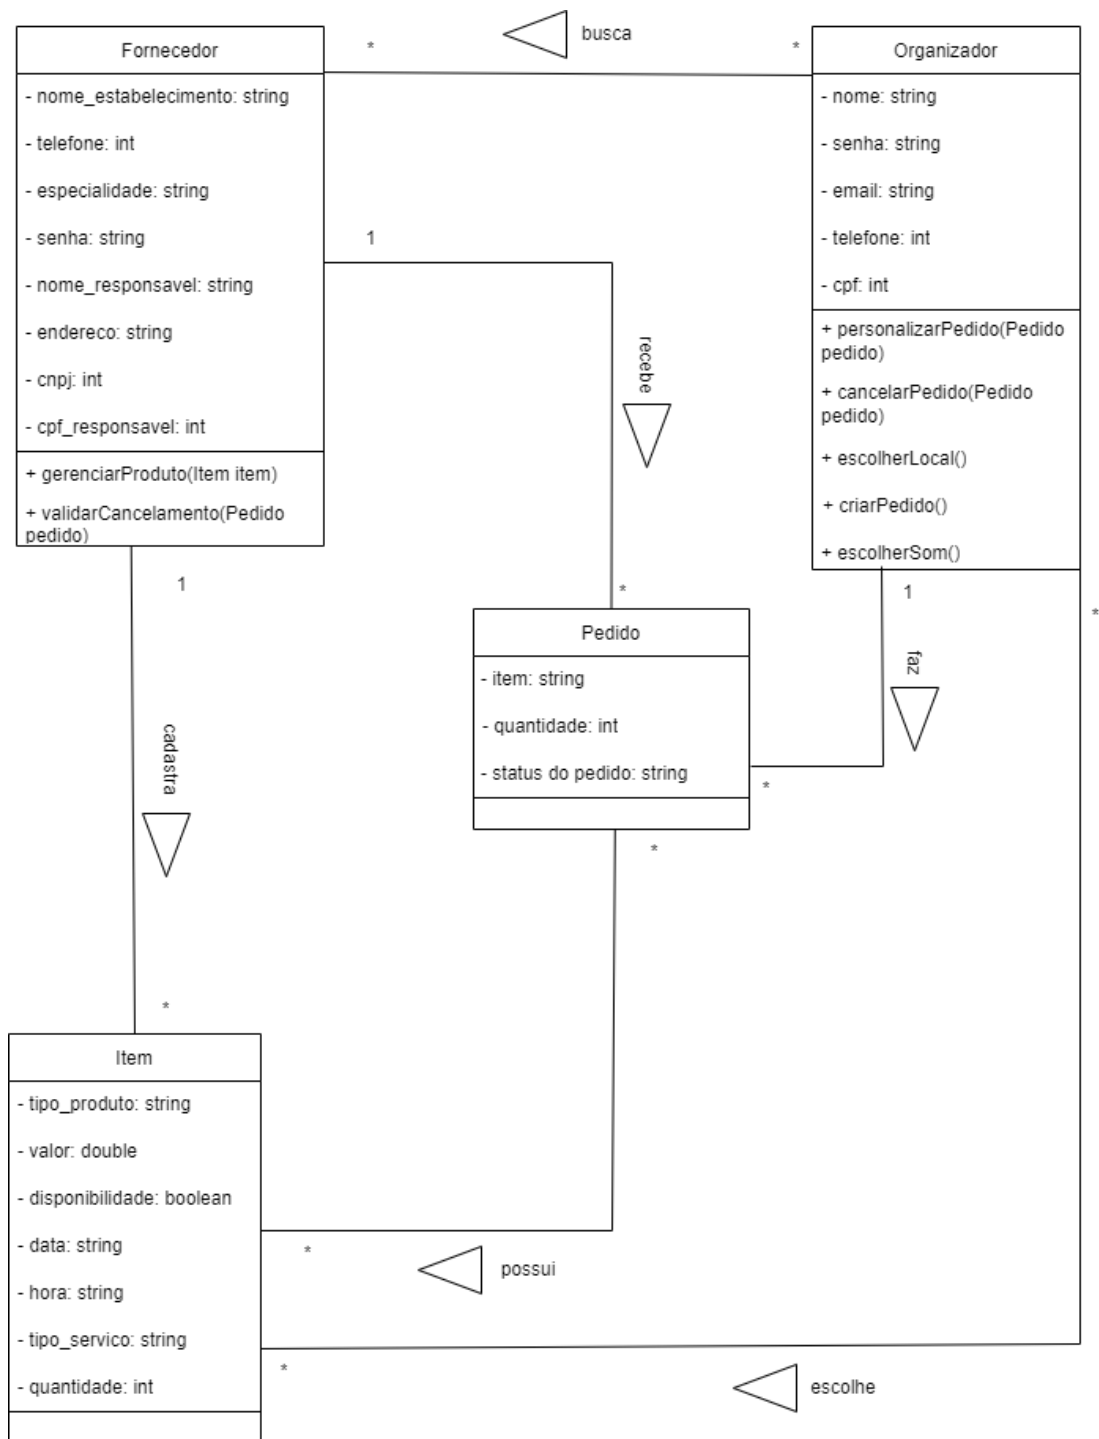 busca
*
*
Fornecedor
- nome_estabelecimento: string
- telefone: int
- especialidade: string
- senha: string
- nome_responsavel: string
- endereco: string
- cnpj: int
- cpf_responsavel: int
+ gerenciarProduto(Item item)
+ validarCancelamento(Pedido
pedido)
Organizador
- nome: string
- senha: string
- email: string
- telefone: int
- cpf: int
+ personalizarPedido(Pedido
pedido)
+ cancelarPedido(Pedido
pedido)
+ escolherLocal()
+ criarPedido()
+ escolherSom()
1
recebe
*
1
*
1
faz
*
Pedido
- item: string
- quantidade: int
- status do pedido: string
*
cadastra
*
Item
- tipo_produto: string
- valor: double
- disponibilidade: boolean
- data: string
- hora: string
- tipo_servico: string
- quantidade: int
*
possui
*
escolhe